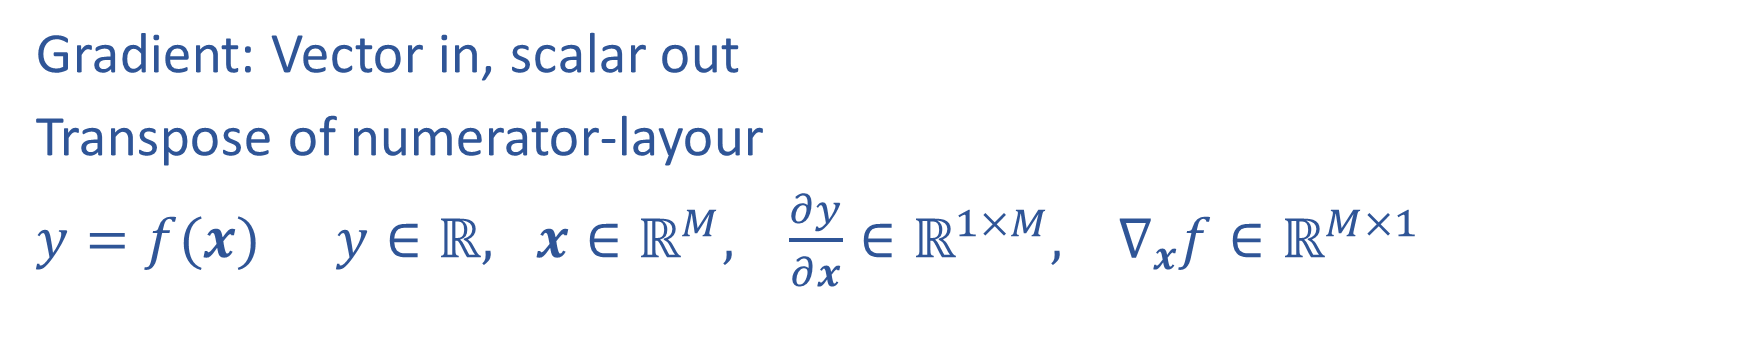 Gradient: Vector in, scalar out
Transpose of numerator-layour
y = f(x) y ∈ ℝ, x ∈ ℝ^M, ∂y/∂x ∈ ℝ^{1×M}, ∇_x f ∈ ℝ^{M×1}